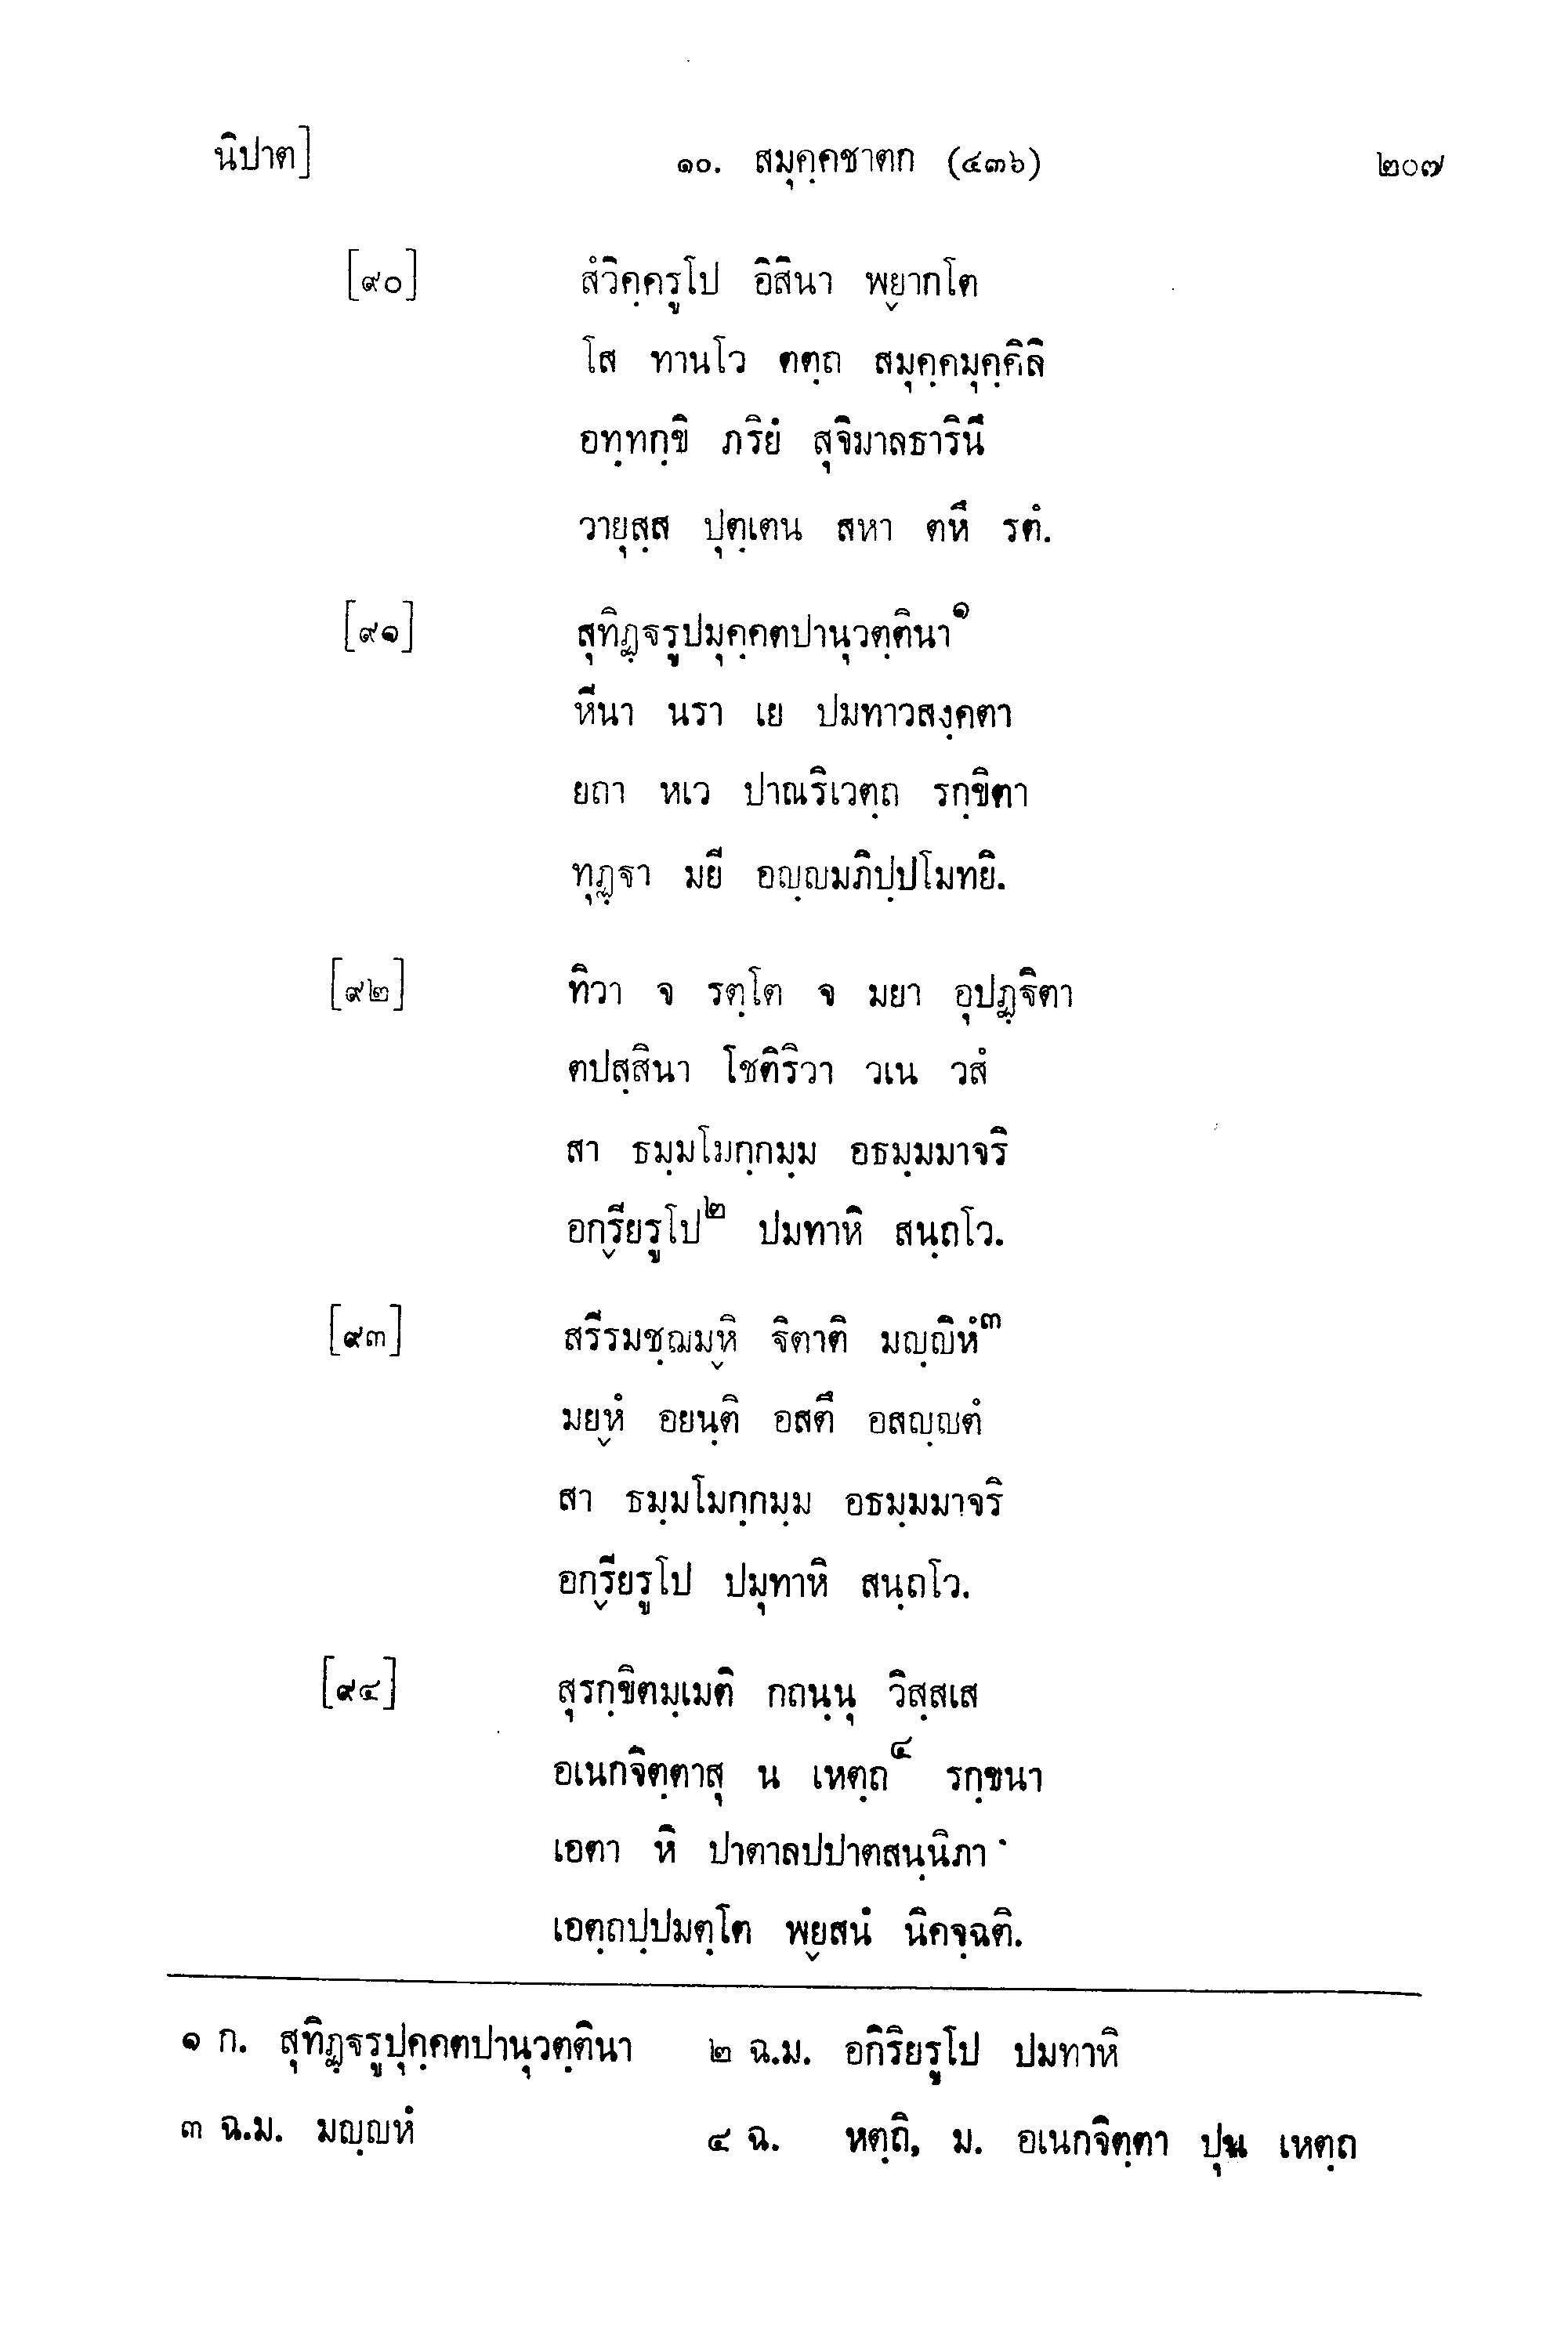 นิปาต] ๑๐. สมุคฺคชาตก (๔๓๖) ๒๐๗
[๙๐] สํวิคฺครูโป อิสินา พฺยากโต
โส ทานโว ตตฺถ สมุคฺคมุคฺคิลิ
อทฺทกฺขิ ภริยํ สุจิมาลธารินึ
วายุสฺส ปุตฺเตน สหา ตหึ รตํ.
[๙๑] สุทิฏฺฐรูปมุคฺคตปานุวตฺตินา๑
หีนา นรา เย ปมทาวสงฺคตา
ยถา หเว ปาณริเวตฺถ รกฺขิตา
ทุฏฺฐา มยี อญฺญมภิปฺปโมทยิ.
[๙๒] ทิวา จ รตฺโต จ มยา อุปฏฺฐิตา
ตปสฺสินา โชติริวา วเน วสํ
สา ธมฺมโมกฺกมฺม อธมฺมมาจริ
อกฺรียรูโป๒ ปมทาหิ สนฺถโว.
[๙๓] สรีรมชฺฌมฺหิ ฐิตาติ มญฺญิหํ๓
มยฺหํ อยนฺติ อสตึ อสญฺญตํ
สา ธมฺมโมกฺกมฺม อธมฺมมาจริ
อกฺรียรูโป ปมุทาหิ สนฺถโว.
[๙๔] สุรกฺขิตมฺเมติ กถนฺนุ วิสฺสเส
อเนกจิตฺตาสุ น เหตฺถ๔ รกฺขนา
เอตา หิ ปาตาลปปาตสนฺนิภา
เอตฺถปฺปมตฺโต พฺยสนํ นิคจฺฉติ.
๑ ก. สุทิฏฺฐรูปุคฺคตปานุวตฺตินา ๒ ฉ.ม. อกิริยรูโป ปมทาหิ
๓ ฉ.ม. มญฺญหํ ๔ ฉ. หตฺถิ, ม. อเนกจิตฺตา ปุน เหตฺถ